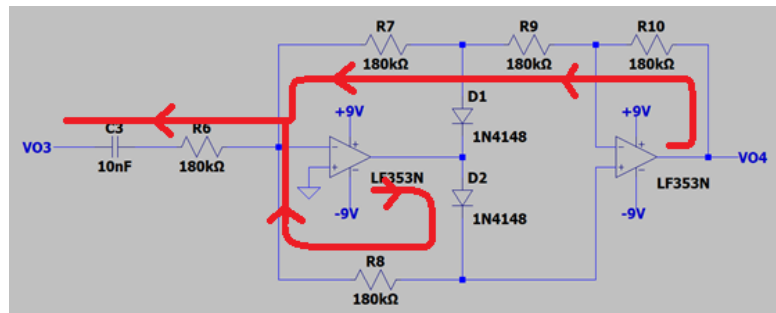 R7
180kΩ
R9
180kΩ
R10
180kΩ
D1
1N4148
+9V
+9V
C3
10nF
R6
180kΩ
VO3
LF353N
-9V
D2
1N4148
LF353N
-9V
VO4
R8
180kΩ